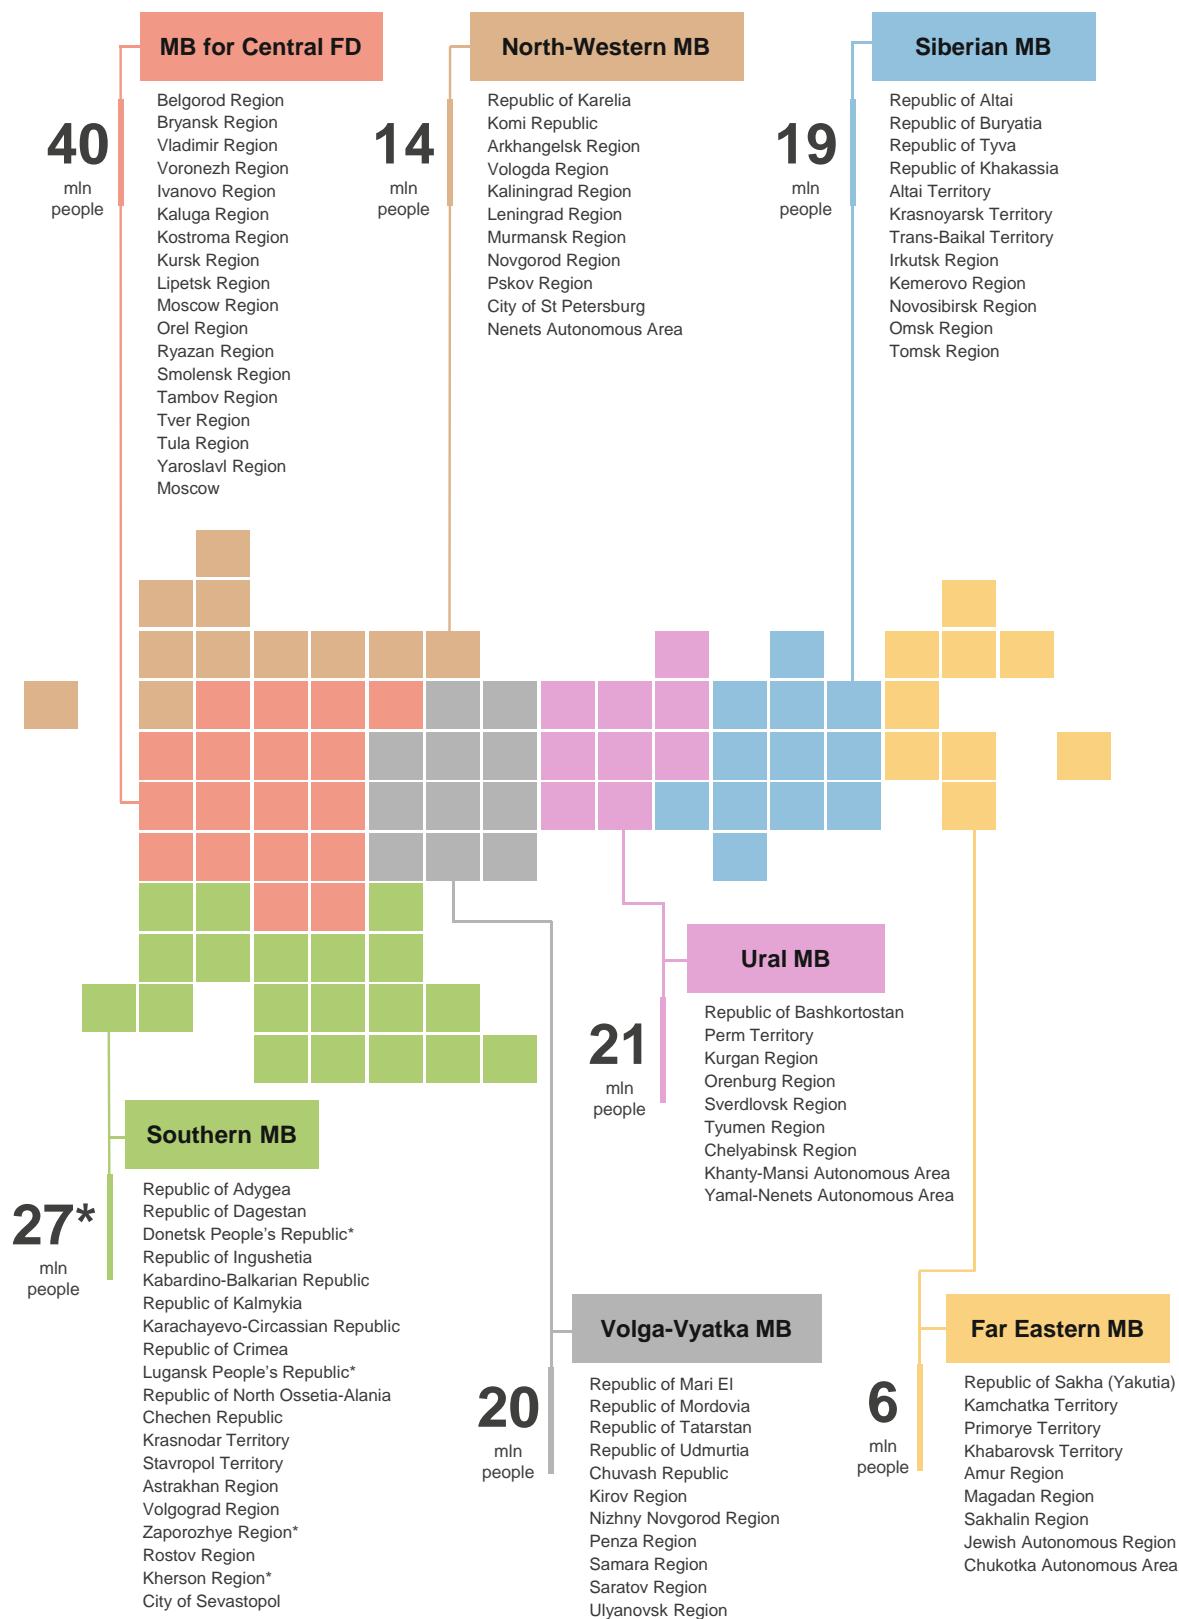 MB for Central FD
40
mln
people
Belgorod Region
Bryansk Region
Vladimir Region
Voronezh Region
Ivanovo Region
Kaluga Region
Kostroma Region
Kursk Region
Lipetsk Region
Moscow Region
Orel Region
Ryazan Region
Smolensk Region
Tambov Region
Tver Region
Tula Region
Yaroslavl Region
Moscow
North-Western MB
14
mln
people
Republic of Karelia
Komi Republic
Arkhangelsk Region
Vologda Region
Kaliningrad Region
Leningrad Region
Murmansk Region
Novgorod Region
Pskov Region
City of St Petersburg
Nenets Autonomous Area
Siberian MB
19
mln
people
Republic of Altai
Republic of Buryatia
Republic of Tyva
Republic of Khakassia
Altai Territory
Krasnoyarsk Territory
Trans-Baikal Territory
Irkutsk Region
Kemerovo Region
Novosibirsk Region
Omsk Region
Tomsk Region
Ural MB
21
mln
people
Republic of Bashkortostan
Perm Territory
Kurgan Region
Orenburg Region
Sverdlovsk Region
Tyumen Region
Chelyabinsk Region
Khanty-Mansi Autonomous Area
Yamal-Nenets Autonomous Area
Southern MB
27*
mln
people
Republic of Adygea
Republic of Dagestan
Donetsk People’s Republic*
Republic of Ingushetia
Kabardino-Balkarian Republic
Republic of Kalmykia
Karachayevo-Circassian Republic
Republic of Crimea
Lugansk People’s Republic*
Republic of North Ossetia-Alania
Chechen Republic
Krasnodar Territory
Stavropol Territory
Astrakhan Region
Volgograd Region
Zaporozhye Region*
Rostov Region
Kherson Region*
City of Sevastopol
Volga-Vyatka MB
20
mln
people
Republic of Mari El
Republic of Mordovia
Republic of Tatarstan
Republic of Udmurtia
Chuvash Republic
Kirov Region
Nizhny Novgorod Region
Penza Region
Samara Region
Saratov Region
Ulyanovsk Region
Far Eastern MB
6
mln
people
Republic of Sakha (Yakutia)
Kamchatka Territory
Primorye Territory
Khabarovsk Territory
Amur Region
Magadan Region
Sakhalin Region
Jewish Autonomous Region
Chukotka Autonomous Area